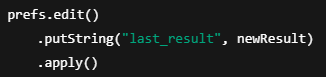 prefs.edit()
    .putString("last_result", newResult)
    .apply()